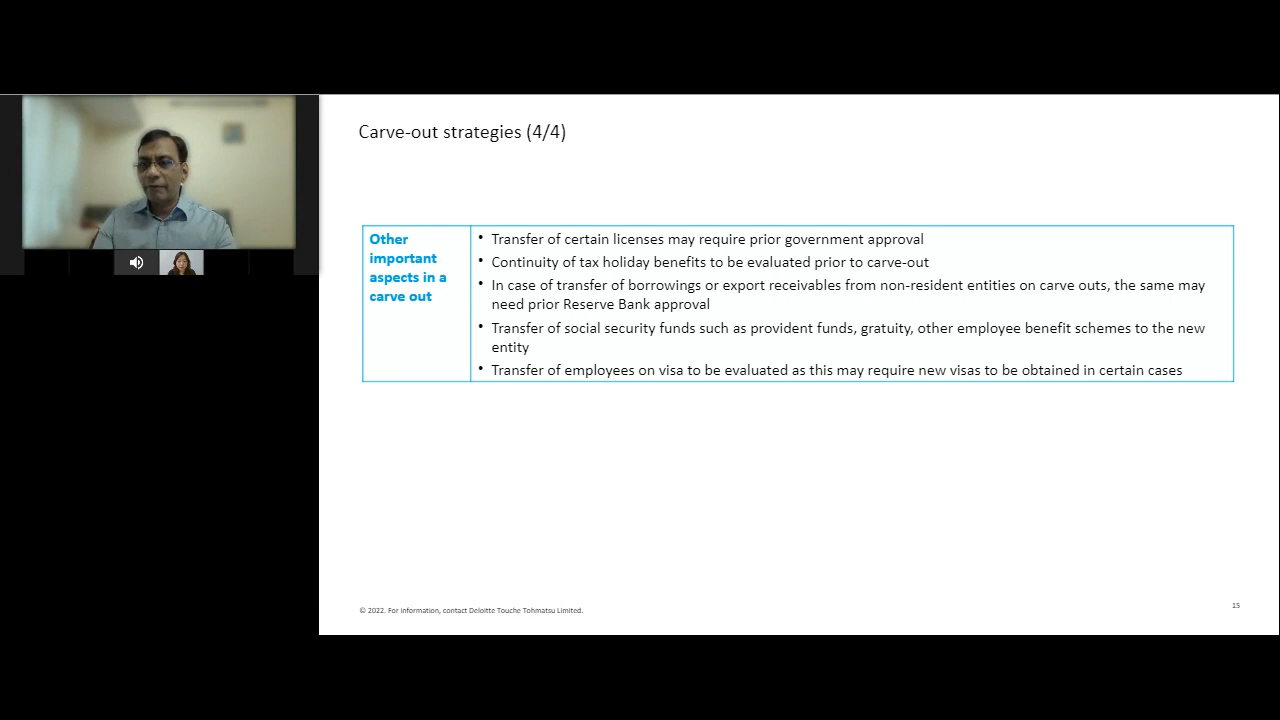 Carve-out strategies (4/4)
Other
important
aspects in a
carve out
• Transfer of certain licenses may require prior government approval
• Continuity of tax holiday benefits to be evaluated prior to carve-out
• In case of transfer of borrowings or export receivables from non-resident entities on carve outs, the same may
need prior Reserve Bank approval
• Transfer of social security funds such as provident funds, gratuity, other employee benefit schemes to the new
entity
• Transfer of employees on visa to be evaluated as this may require new visas to be obtained in certain cases
© 2022. For information, contact Deloitte Touche Tohmatsu Limited.
15